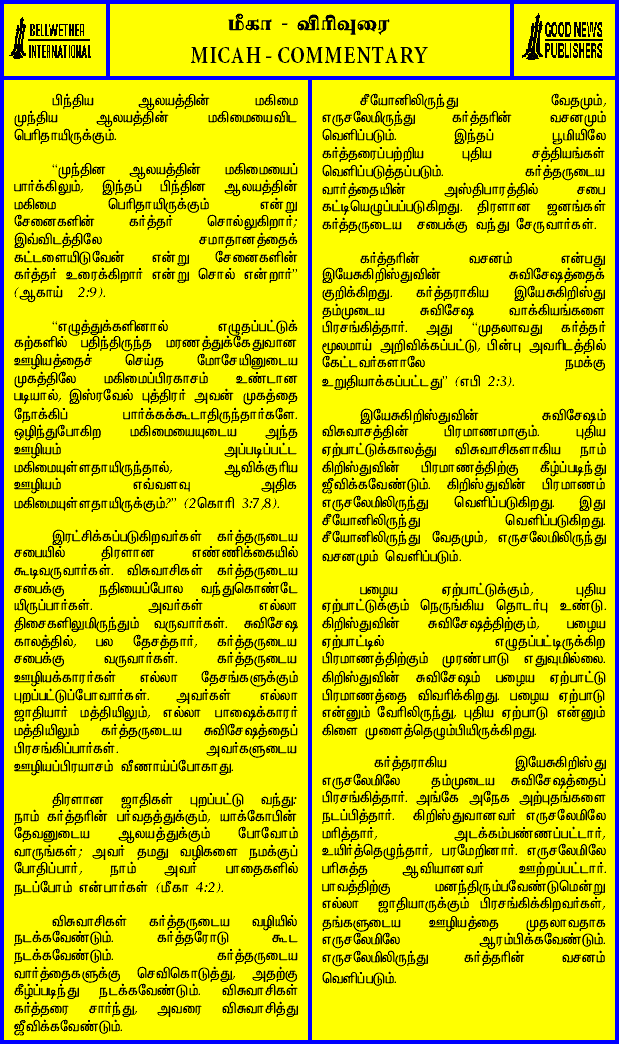 BELLWETHER
INTERNATIONAL
மீகா - விரிவுரை
MICAH - COMMENTARY
GOOD NEWS
PUBLISHERS
பிந்திய ஆலயத்தின் மகிமை
முந்திய ஆலயத்தின் மகிமையைவிட
பெரிதாயிருக்கும்.
“முந்தின ஆலயத்தின் மகிமையைப்
பார்க்கிலும், இந்தப் பிந்தின ஆலயத்தின்
மகிமை பெரிதாயிருக்கும் என்று
சேனைகளின் கர்த்தர் சொல்லுகிறார்;
இவ்விடத்திலே சமாதானத்தைக்
கட்டளையிடுவேன் என்று சேனைகளின்
கர்த்தர் உரைக்கிறார் என்று சொல் என்றார்”
(ஆகாய் 2:9).
“எழுத்துக்களினால் எழுதப்பட்டுக்
கற்களில் பதிந்திருந்த மரணத்துக்கேதுவான
ஊழியத்தைச் செய்த மோசேயினுடைய
முகத்திலே மகிமைப்பிரகாசம் உண்டான
படியால், இஸ்ரவேல் புத்திரர் அவன் முகத்தை
நோக்கிப் பார்க்கக்கூடாதிருந்தார்களே.
ஒழிந்துபோகிற மகிமையையுடைய அந்த
ஊழியம் அப்படிப்பட்ட
மகிமையுள்ளதாயிருந்தால், ஆவிக்குரிய
ஊழியம் எவ்வளவு அதிக
மகிமையுள்ளதாயிருக்கும்?” (2கொரி 3:7,8).
இரட்சிக்கப்படுகிறவர்கள் கர்த்தருடைய
சபையில் திரளான எண்ணிக்கையில்
கூடிவருவார்கள். விசுவாசிகள் கர்த்தருடைய
சபைக்கு நதியைப்போல வந்துகொண்டே
யிருப்பார்கள். அவர்கள் எல்லா
திசைகளிலுமிருந்தும் வருவார்கள். சுவிசேஷ
காலத்தில், பல தேசத்தார், கர்த்தருடைய
சபைக்கு வருவார்கள். கர்த்தருடைய
ஊழியக்காரர்கள் எல்லா தேசங்களுக்கும்
புறப்பட்டுப்போவார்கள். அவர்கள் எல்லா
ஜாதியார் மத்தியிலும், எல்லா பாஷைக்காரர்
மத்தியிலும் கர்த்தருடைய சுவிசேஷத்தைப்
பிரசங்கிப்பார்கள். அவர்களுடைய
ஊழியப்பிரயாசம் வீணாய்ப்போகாது.
திரளான ஜாதிகள் புறப்பட்டு வந்து:
நாம் கர்த்தரின் பர்வதத்துக்கும், யாக்கோபின்
தேவனுடைய ஆலயத்துக்கும் போவோம்
வாருங்கள்; அவர் தமது வழிகளை நமக்குப்
போதிப்பார், நாம் அவர் பாதைகளில்
நடப்போம் என்பார்கள் (மீகா 4:2).
விசுவாசிகள் கர்த்தருடைய வழியில்
நடக்கவேண்டும். கர்த்தரோடு கூட
நடக்கவேண்டும். கர்த்தருடைய
வார்த்தைகளுக்கு செவிகொடுத்து, அதற்கு
கீழ்ப்படிந்து நடக்கவேண்டும். விசுவாசிகள்
கர்த்தரை சார்ந்து, அவரை விசுவாசித்து
ஜீவிக்கவேண்டும்.
சீயோனிலிருந்து வேதமும்,
எருசலேமிலிருந்து கர்த்தரின் வசனமும்
வெளிப்படும். இந்தப் பூமியிலே
கர்த்தரைப்பற்றிய புதிய சத்தியங்கள்
வெளிப்படுத்தப்படும். கர்த்தருடைய
வார்த்தையின் அஸ்திபாரத்தில் சபை
கட்டியெழுப்பப்படுகிறது. திரளான ஜனங்கள்
கர்த்தருடைய சபைக்கு வந்து சேருவார்கள்.
கர்த்தரின் வசனம் என்பது
இயேசுகிறிஸ்துவின் சுவிசேஷத்தைக்
குறிக்கிறது. கர்த்தராகிய இயேசுகிறிஸ்து
தம்முடைய சுவிசேஷ வாக்கியங்களை
பிரசங்கித்தார். அது “முதலாவது கர்த்தர்
மூலமாய் அறிவிக்கப்பட்டு, பின்பு அவரிடத்தில்
கேட்டவர்களாலே நமக்கு
உறுதியாக்கப்பட்டது” (எபி 2:3).
இயேசுகிறிஸ்துவின் சுவிசேஷம்
விசுவாசத்தின் பிரமாணமாகும். புதிய
ஏற்பாட்டுக்காலத்து விசுவாசிகளாகிய நாம்
கிறிஸ்துவின் பிரமாணத்திற்கு கீழ்ப்படிந்து
ஜீவிக்கவேண்டும். கிறிஸ்துவின் பிரமாணம்
எருசலேமிலிருந்து வெளிப்படுகிறது. இது
சீயோனிலிருந்து வெளிப்படுகிறது.
சீயோனிலிருந்து வேதமும், எருசலேமிலிருந்து
வசனமும் வெளிப்படும்.
பழைய ஏற்பாட்டுக்கும், புதிய
ஏற்பாட்டுக்கும் நெருங்கிய தொடர்பு உண்டு.
கிறிஸ்துவின் சுவிசேஷத்திற்கும், பழைய
ஏற்பாட்டில் எழுதப்பட்டிருக்கிற
பிரமாணத்திற்கும் முரண்பாடு எதுவுமில்லை.
கிறிஸ்துவின் சுவிசேஷம் பழைய ஏற்பாட்டு
பிரமாணத்தை விவரிக்கிறது. பழைய ஏற்பாடு
என்னும் வேரிலிருந்து, புதிய ஏற்பாடு என்னும்
கிளை முளைத்தெழும்பியிருக்கிறது.
கர்த்தராகிய இயேசுகிறிஸ்து
எருசலேமிலே தம்முடைய சுவிசேஷத்தைப்
பிரசங்கித்தார். அங்கே அநேக அற்புதங்களை
நடப்பித்தார். கிறிஸ்துவானவர் எருசலேமிலே
மரித்தார், அடக்கம்பண்ணப்பட்டார்,
உயிர்த்தெழுந்தார், பரமேறினார். எருசலேமிலே
பரிசுத்த ஆவியானவர் ஊற்றப்பட்டார்.
பாவத்திற்கு மனந்திரும்பவேண்டுமென்று
எல்லா ஜாதியாருக்கும் பிரசங்கிக்கிறவர்கள்,
தங்களுடைய ஊழியத்தை முதலாவதாக
எருசலேமிலே ஆரம்பிக்கவேண்டும்.
எருசலேமிலிருந்து கர்த்தரின் வசனம்
வெளிப்படும்.